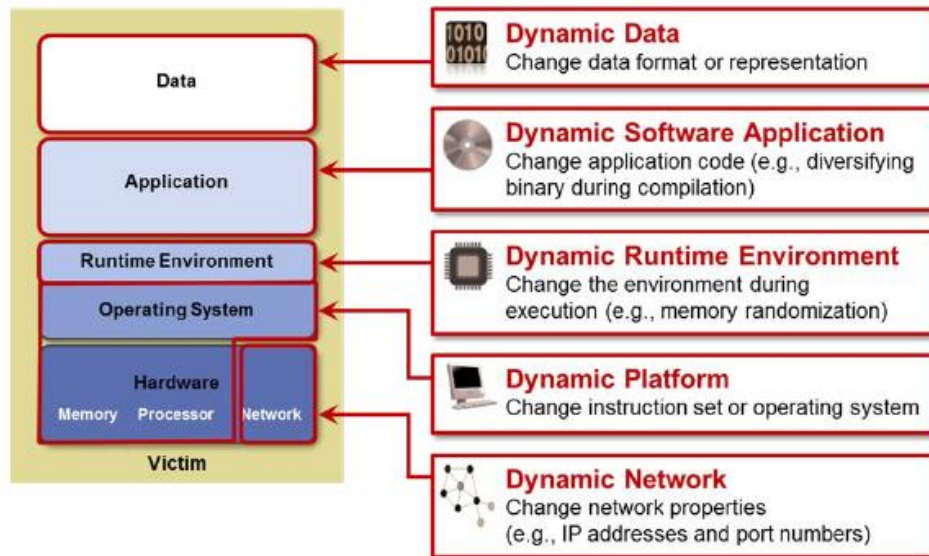 Data
Application
Runtime Environment
Operating System
Hardware
Memory Processor Network
Victim
1010
01010
Dynamic Data
Change data format or representation
Dynamic Software Application
Change application code (e.g., diversifying
binary during compilation)
Dynamic Runtime Environment
Change the environment during
execution (e.g., memory randomization)
Dynamic Platform
Change instruction set or operating system
Dynamic Network
Change network properties
(e.g., IP addresses and port numbers)